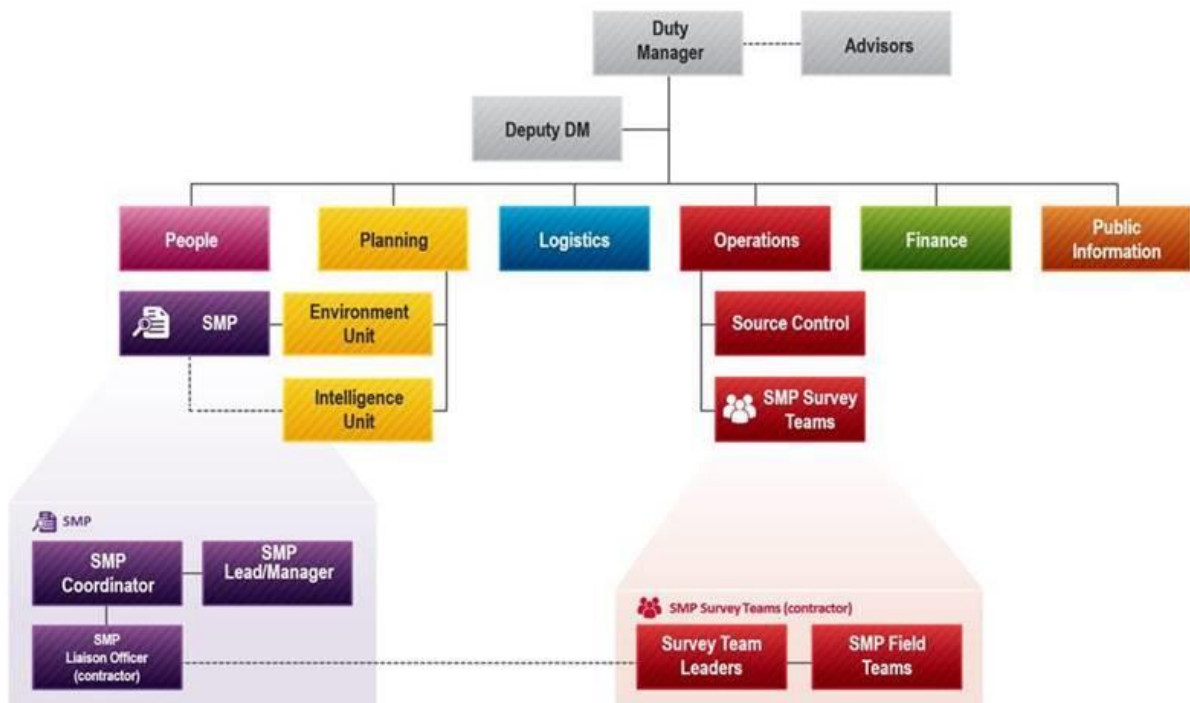 Duty
Manager
Advisors
Deputy DM
People
Planning
Logistics
Operations
Finance
Public
Information
SMP
Environment
Unit
Source Control
Intelligence
Unit
SMP Survey
Teams
SMP
SMP
Coordinator
SMP
Lead/Manager
SMP
Liaison Officer
(contractor)
SMP Survey Teams (contractor)
Survey Team
Leaders
SMP Field
Teams